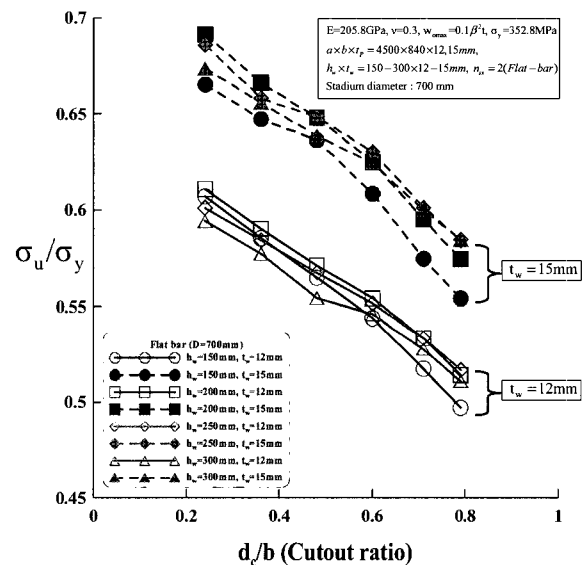 E=205.8GPa, ν=0.3, w_omax=0.1β²t, σ_y=352.8MPa
a×b×t_P=4500×840×12,15mm,
h_w×t_w=150-300×12-15mm, n_sx=2(Flat-bar)
Stadium diameter : 700 mm
0.7
0.65
0.6
0.55
0.5
0.45
σ_u/σ_y
t_w=15mm
t_w=12mm
Flat bar (D=700mm)
h_w=150mm, t_w=12mm
h_w=150mm, t_w=15mm
h_w=200mm, t_w=12mm
h_w=200mm, t_w=15mm
h_w=250mm, t_w=12mm
h_w=250mm, t_w=15mm
h_w=300mm, t_w=12mm
h_w=300mm, t_w=15mm
0 0.2 0.4 0.6 0.8 1
d_c/b (Cutout ratio)